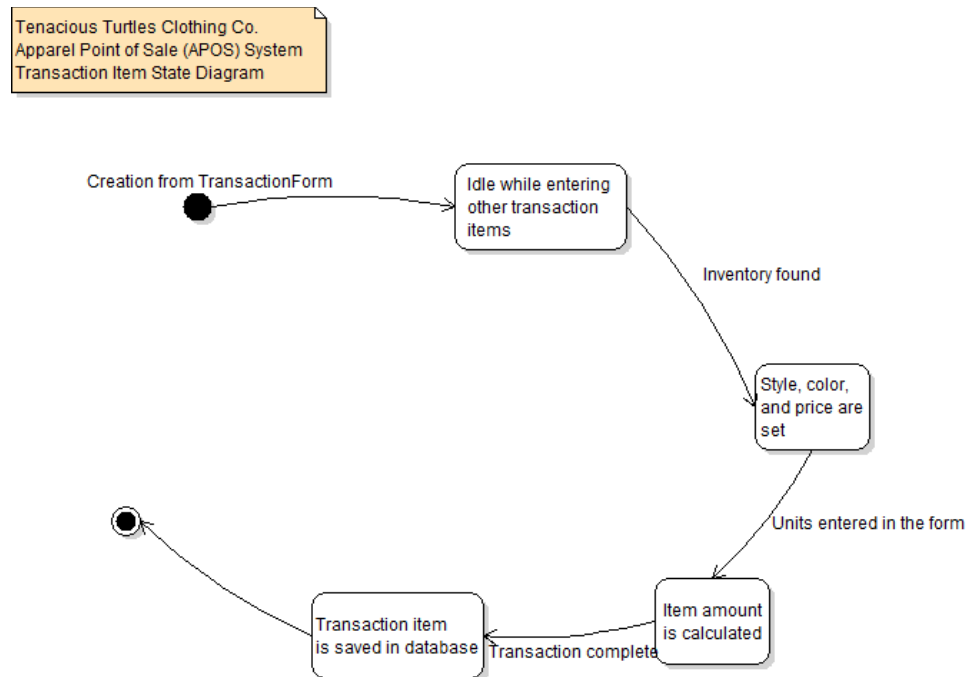 Tenacious Turtles Clothing Co.
Apparel Point of Sale (APOS) System
Transaction Item State Diagram
Creation from TransactionForm
Idle while entering
other transaction
items
Inventory found
Style, color,
and price are
set
Units entered in the form
Item amount
is calculated
Transaction complete
Transaction item
is saved in database